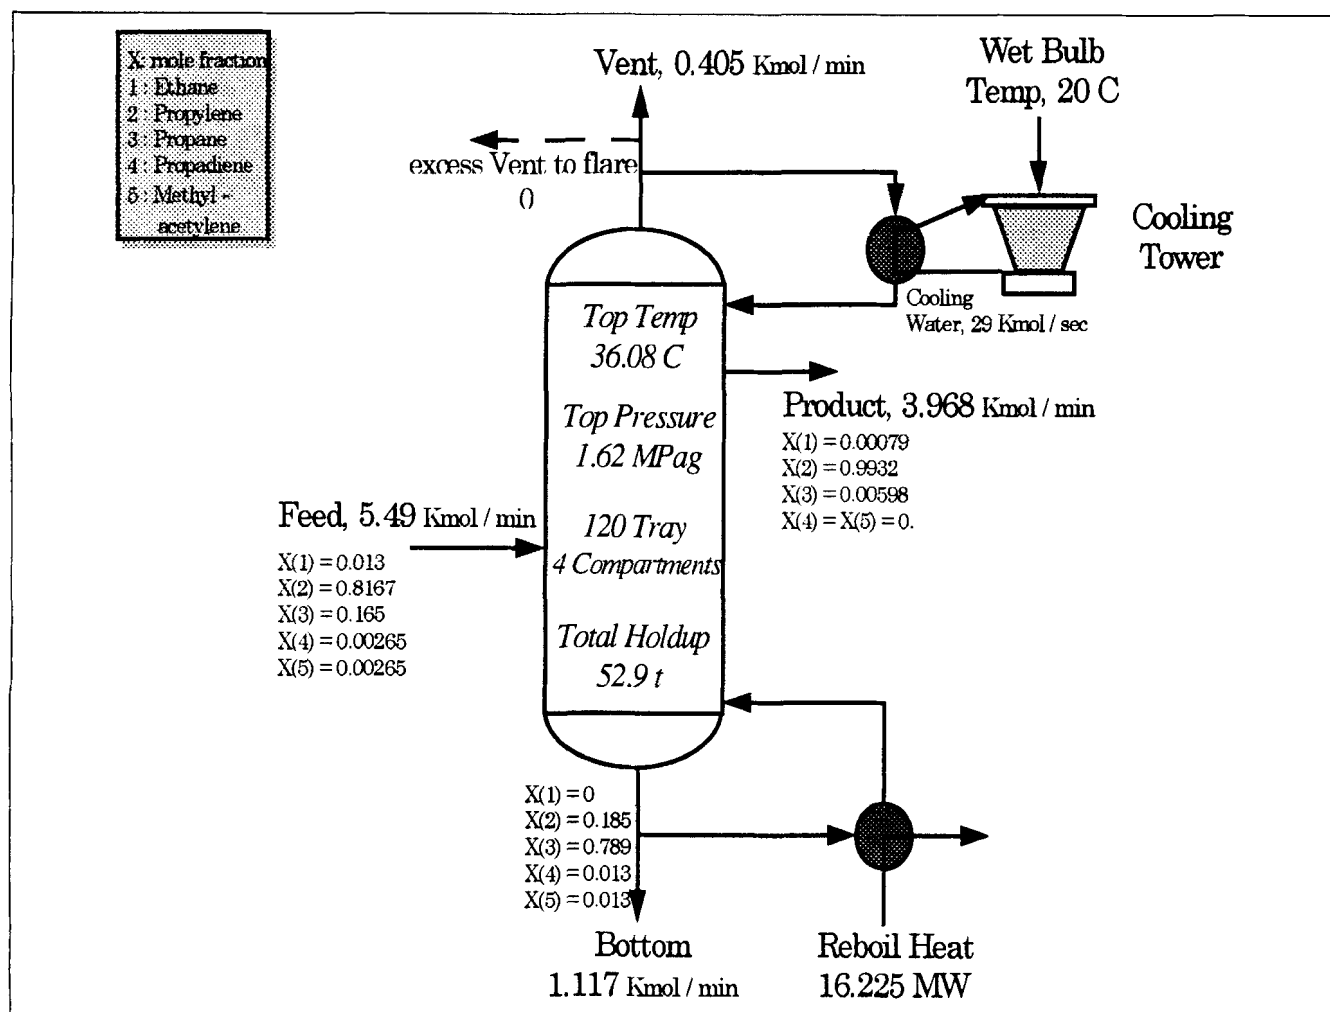 X: mole fraction
1 : Ethane
2 : Propylene
3 : Propane
4 : Propadiene
5 : Methyl -
acetylene
Vent, 0.405 Kmol / min
excess Vent to flare
0
Wet Bulb
Temp, 20 C
Cooling
Tower
Cooling
Water, 29 Kmol / sec
Top Temp
36.08 C
Top Pressure
1.62 MPag
120 Tray
4 Compartments
Total Holdup
52.9 t
Product, 3.968 Kmol / min
X(1) = 0.00079
X(2) = 0.9932
X(3) = 0.00598
X(4) = X(5) = 0.
Feed, 5.49 Kmol / min
X(1) = 0.013
X(2) = 0.8167
X(3) = 0.165
X(4) = 0.00265
X(5) = 0.00265
X(1) = 0
X(2) = 0.185
X(3) = 0.789
X(4) = 0.013
X(5) = 0.013
Bottom
1.117 Kmol / min
Reboil Heat
16.225 MW